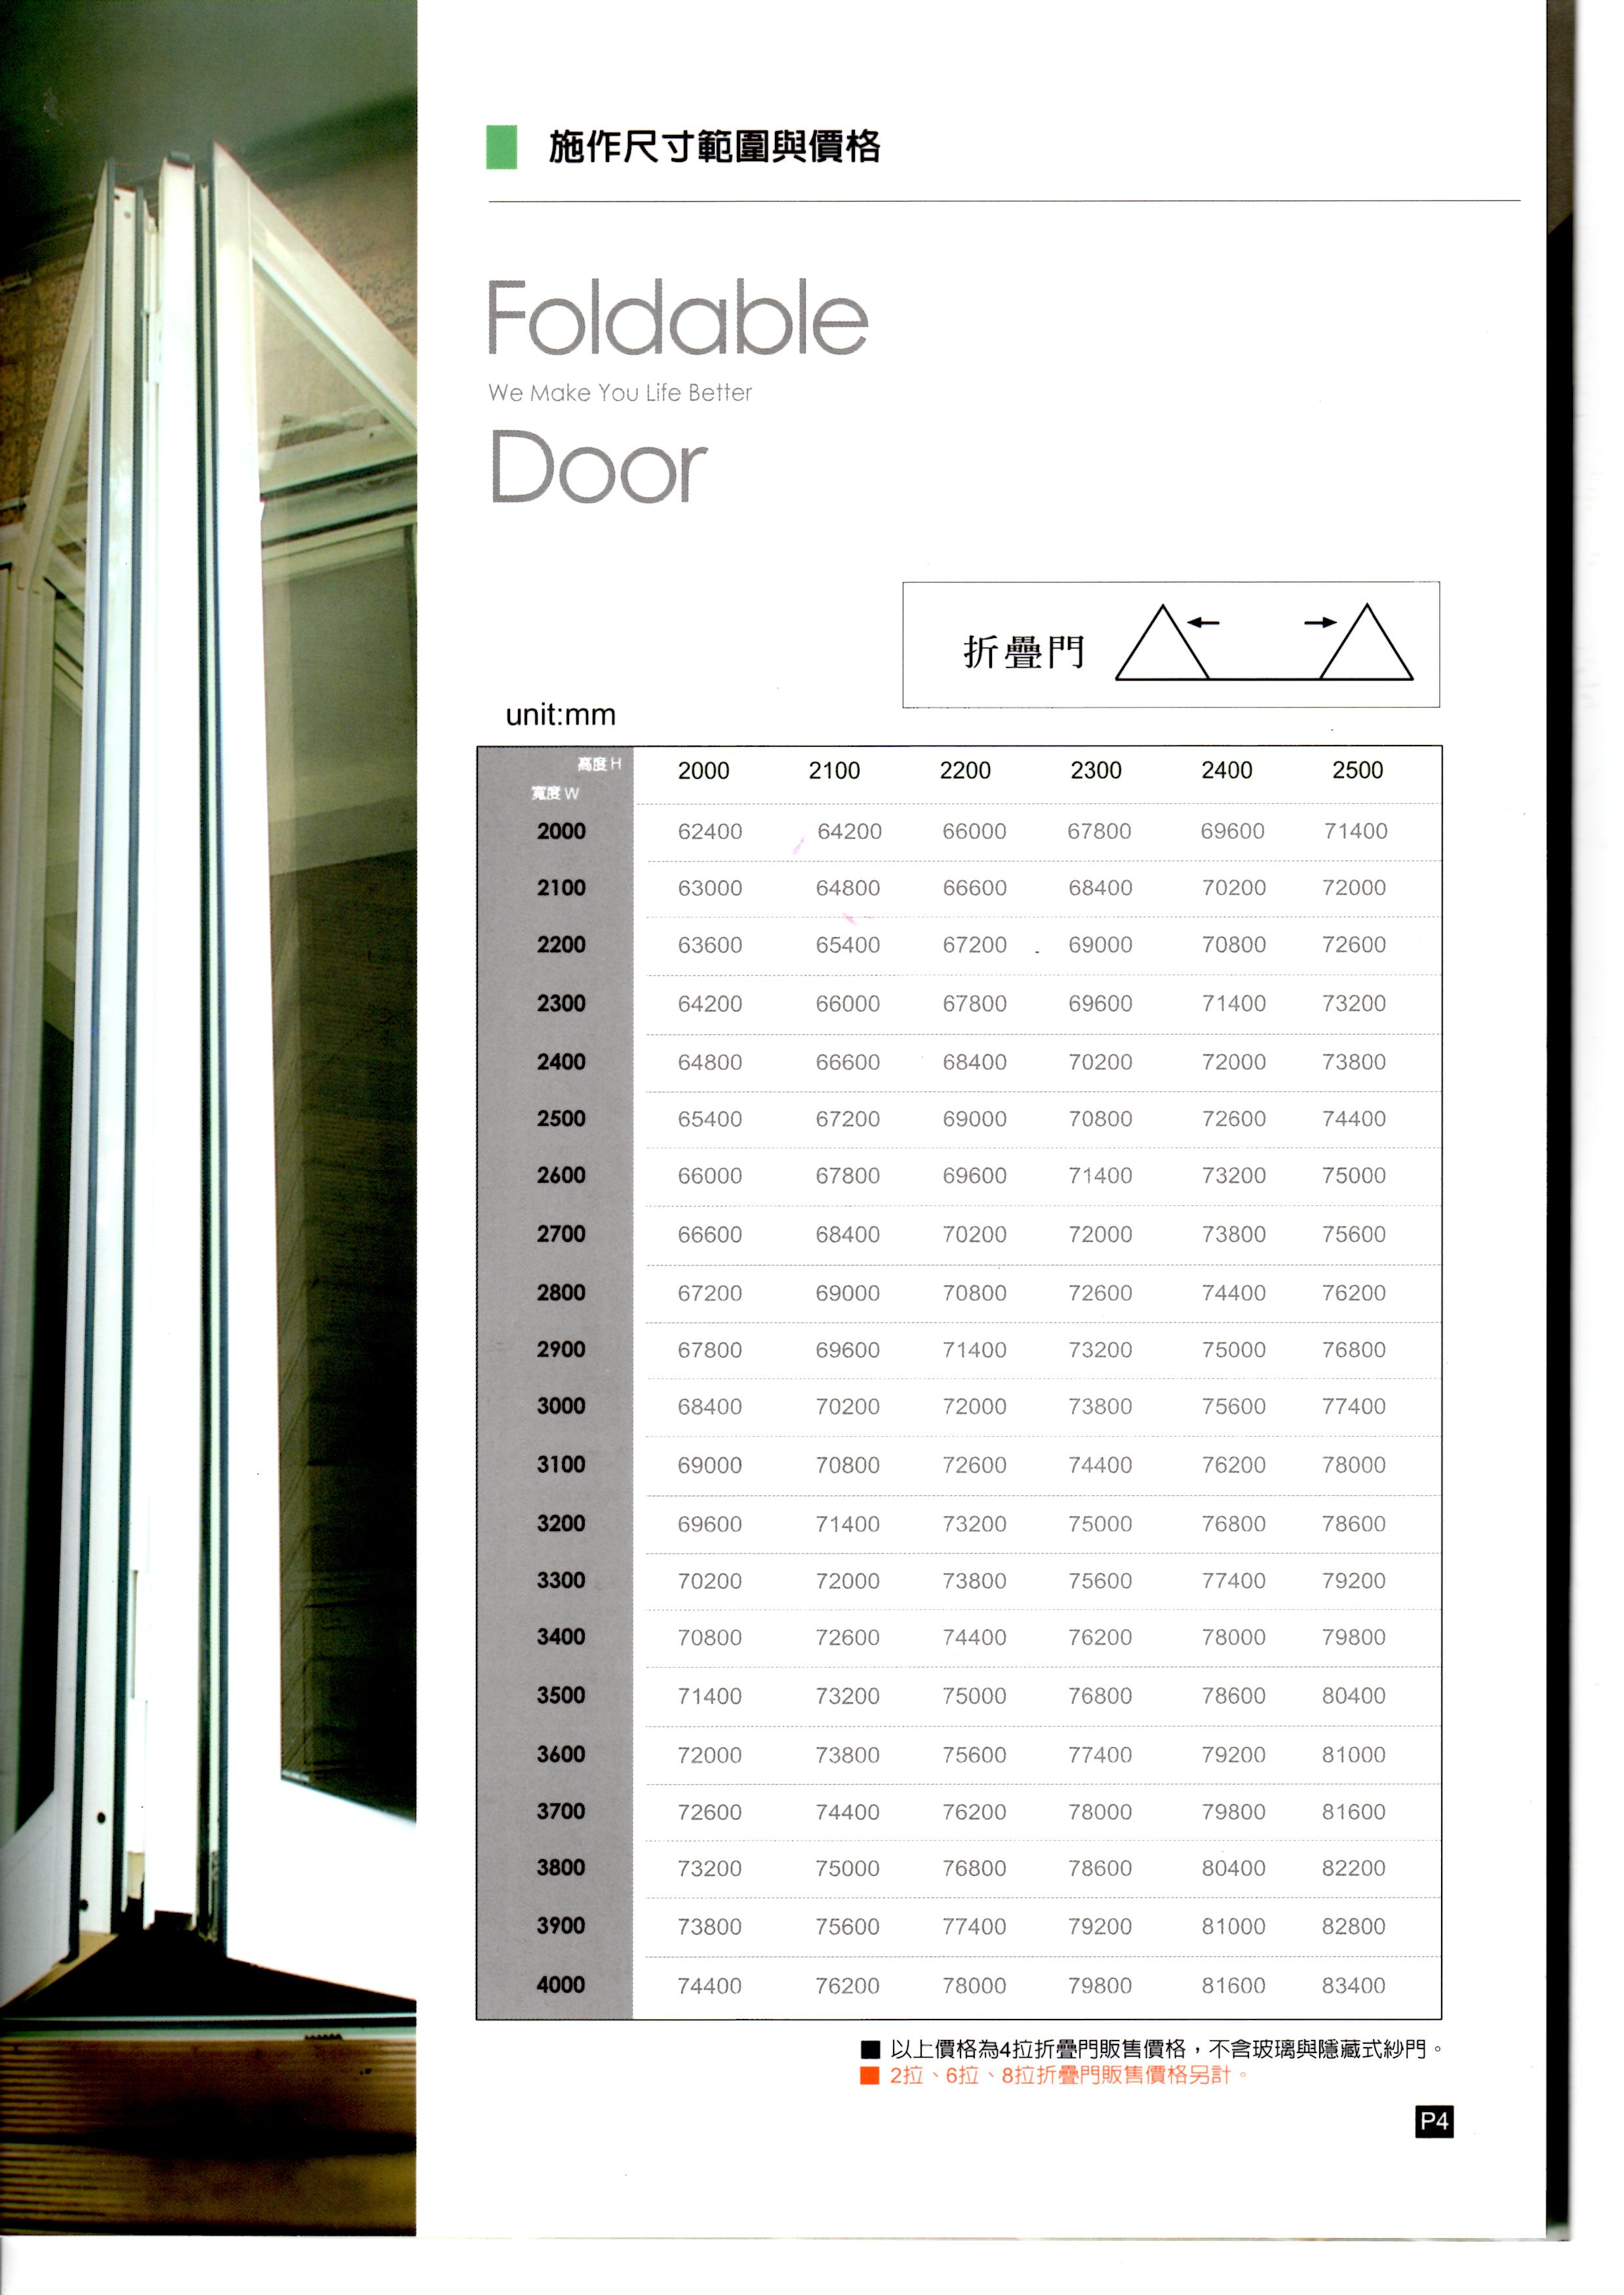 施作尺寸範圍與價格
Foldable
We Make You Life Better
Door
折疊門
unit:mm
高度 H 2000 2100 2200 2300 2400 2500
寬度 W
2000 62400 64200 66000 67800 69600 71400
2100 63000 64800 66600 68400 70200 72000
2200 63600 65400 67200 69000 70800 72600
2300 64200 66000 67800 69600 71400 73200
2400 64800 66600 68400 70200 72000 73800
2500 65400 67200 69000 70800 72600 74400
2600 66000 67800 69600 71400 73200 75000
2700 66600 68400 70200 72000 73800 75600
2800 67200 69000 70800 72600 74400 76200
2900 67800 69600 71400 73200 75000 76800
3000 68400 70200 72000 73800 75600 77400
3100 69000 70800 72600 74400 76200 78000
3200 69600 71400 73200 75000 76800 78600
3300 70200 72000 73800 75600 77400 79200
3400 70800 72600 74400 76200 78000 79800
3500 71400 73200 75000 76800 78600 80400
3600 72000 73800 75600 77400 79200 81000
3700 72600 74400 76200 78000 79800 81600
3800 73200 75000 76800 78600 80400 82200
3900 73800 75600 77400 79200 81000 82800
4000 74400 76200 78000 79800 81600 83400
以上價格為4拉折疊門販售價格，不含玻璃與隱藏式紗門。
2拉、6拉、8拉折疊門販售價格另計。
P4